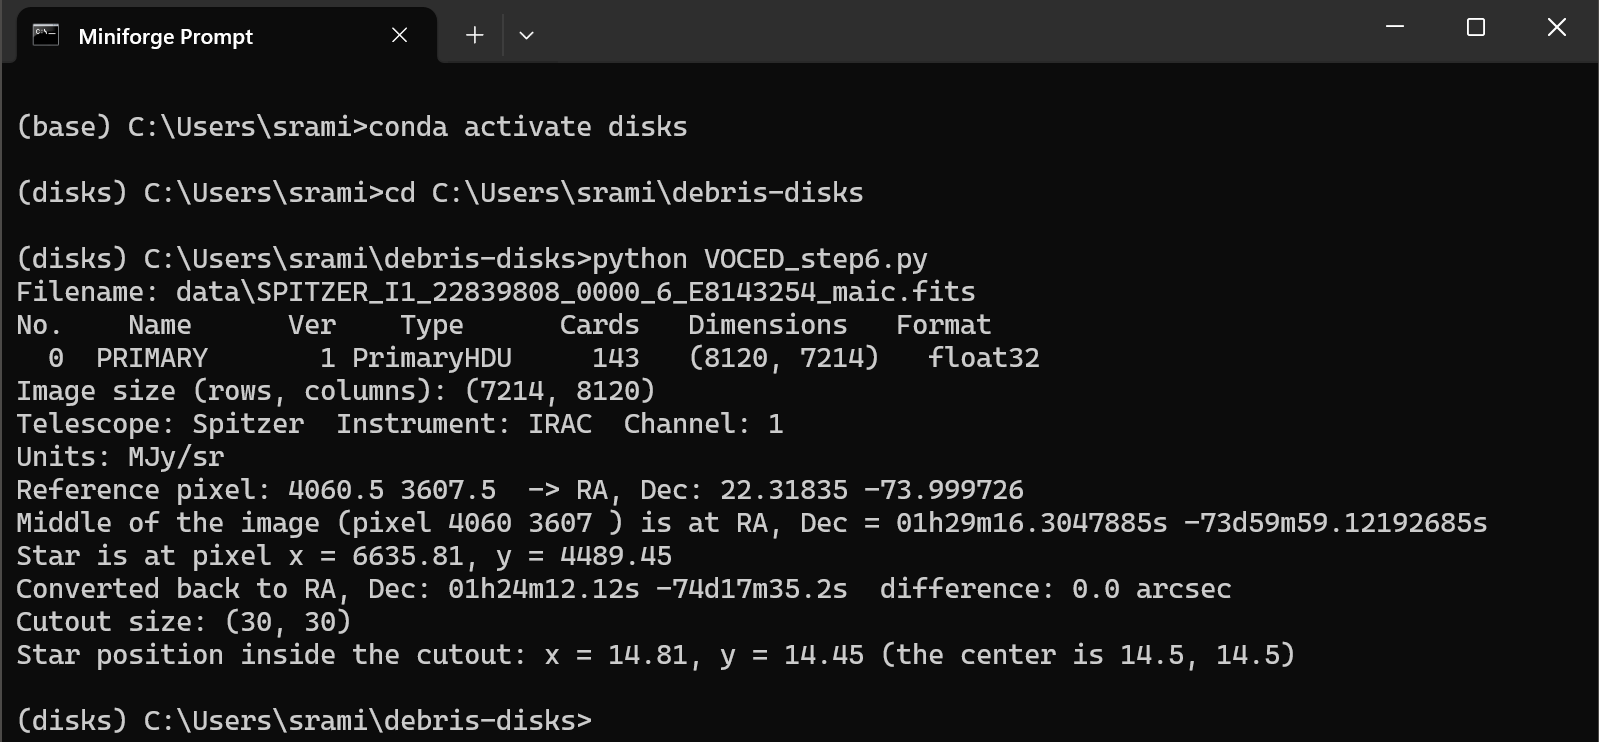 Miniforge Prompt
(base) C:\Users\srami>conda activate disks
(disks) C:\Users\srami>cd C:\Users\srami\debris-disks
(disks) C:\Users\srami\debris-disks>python VOCED_step6.py
Filename: data\SPITZER_I1_22839808_0000_6_E8143254_maic.fits
No.    Name      Ver    Type      Cards   Dimensions   Format
  0  PRIMARY       1 PrimaryHDU     143   (8120, 7214)   float32
Image size (rows, columns): (7214, 8120)
Telescope: Spitzer  Instrument: IRAC  Channel: 1
Units: MJy/sr
Reference pixel: 4060.5 3607.5  -> RA, Dec: 22.31835 -73.999726
Middle of the image (pixel 4060 3607 ) is at RA, Dec = 01h29m16.3047885s -73d59m59.12192685s
Star is at pixel x = 6635.81, y = 4489.45
Converted back to RA, Dec: 01h24m12.12s -74d17m35.2s  difference: 0.0 arcsec
Cutout size: (30, 30)
Star position inside the cutout: x = 14.81, y = 14.45 (the center is 14.5, 14.5)
(disks) C:\Users\srami\debris-disks>